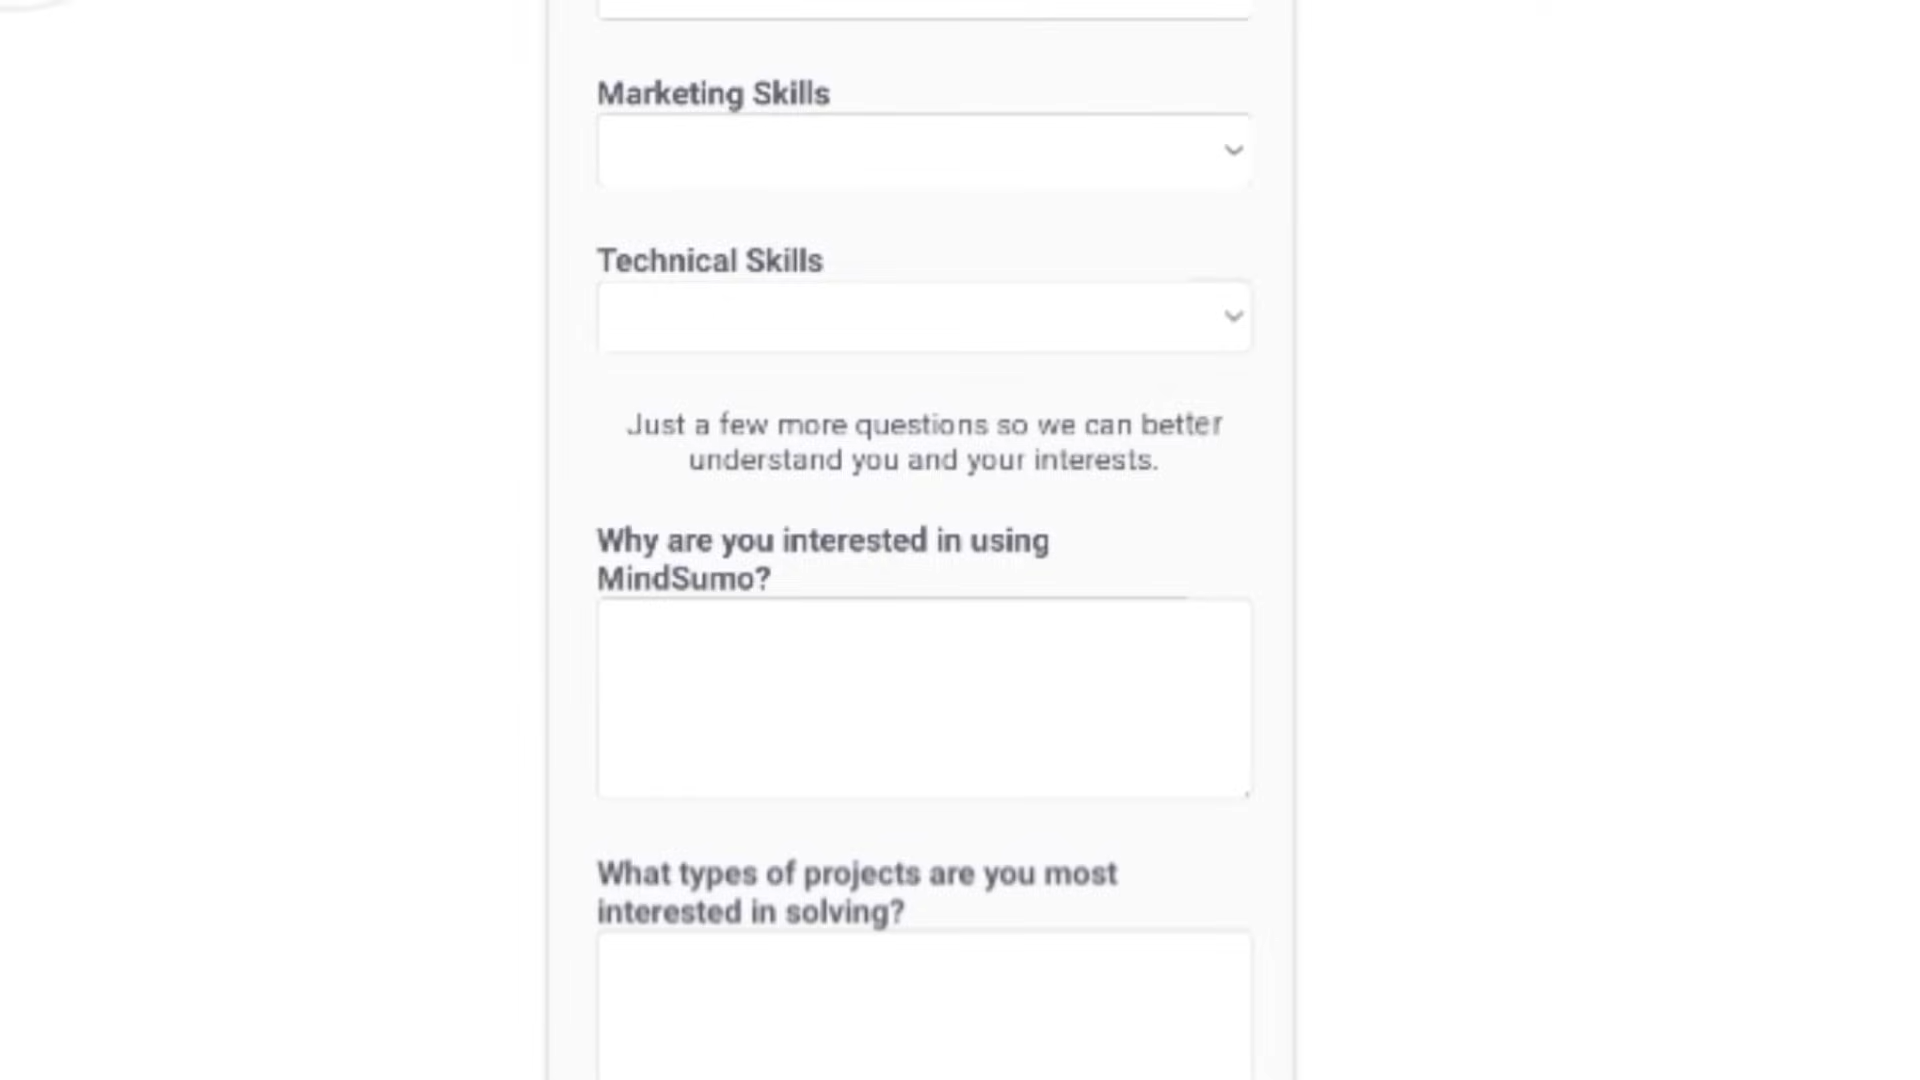 Marketing Skills
Technical Skills
Just a few more questions so we can better
understand you and your interests.
Why are you interested in using
MindSumo?
What types of projects are you most
interested in solving?